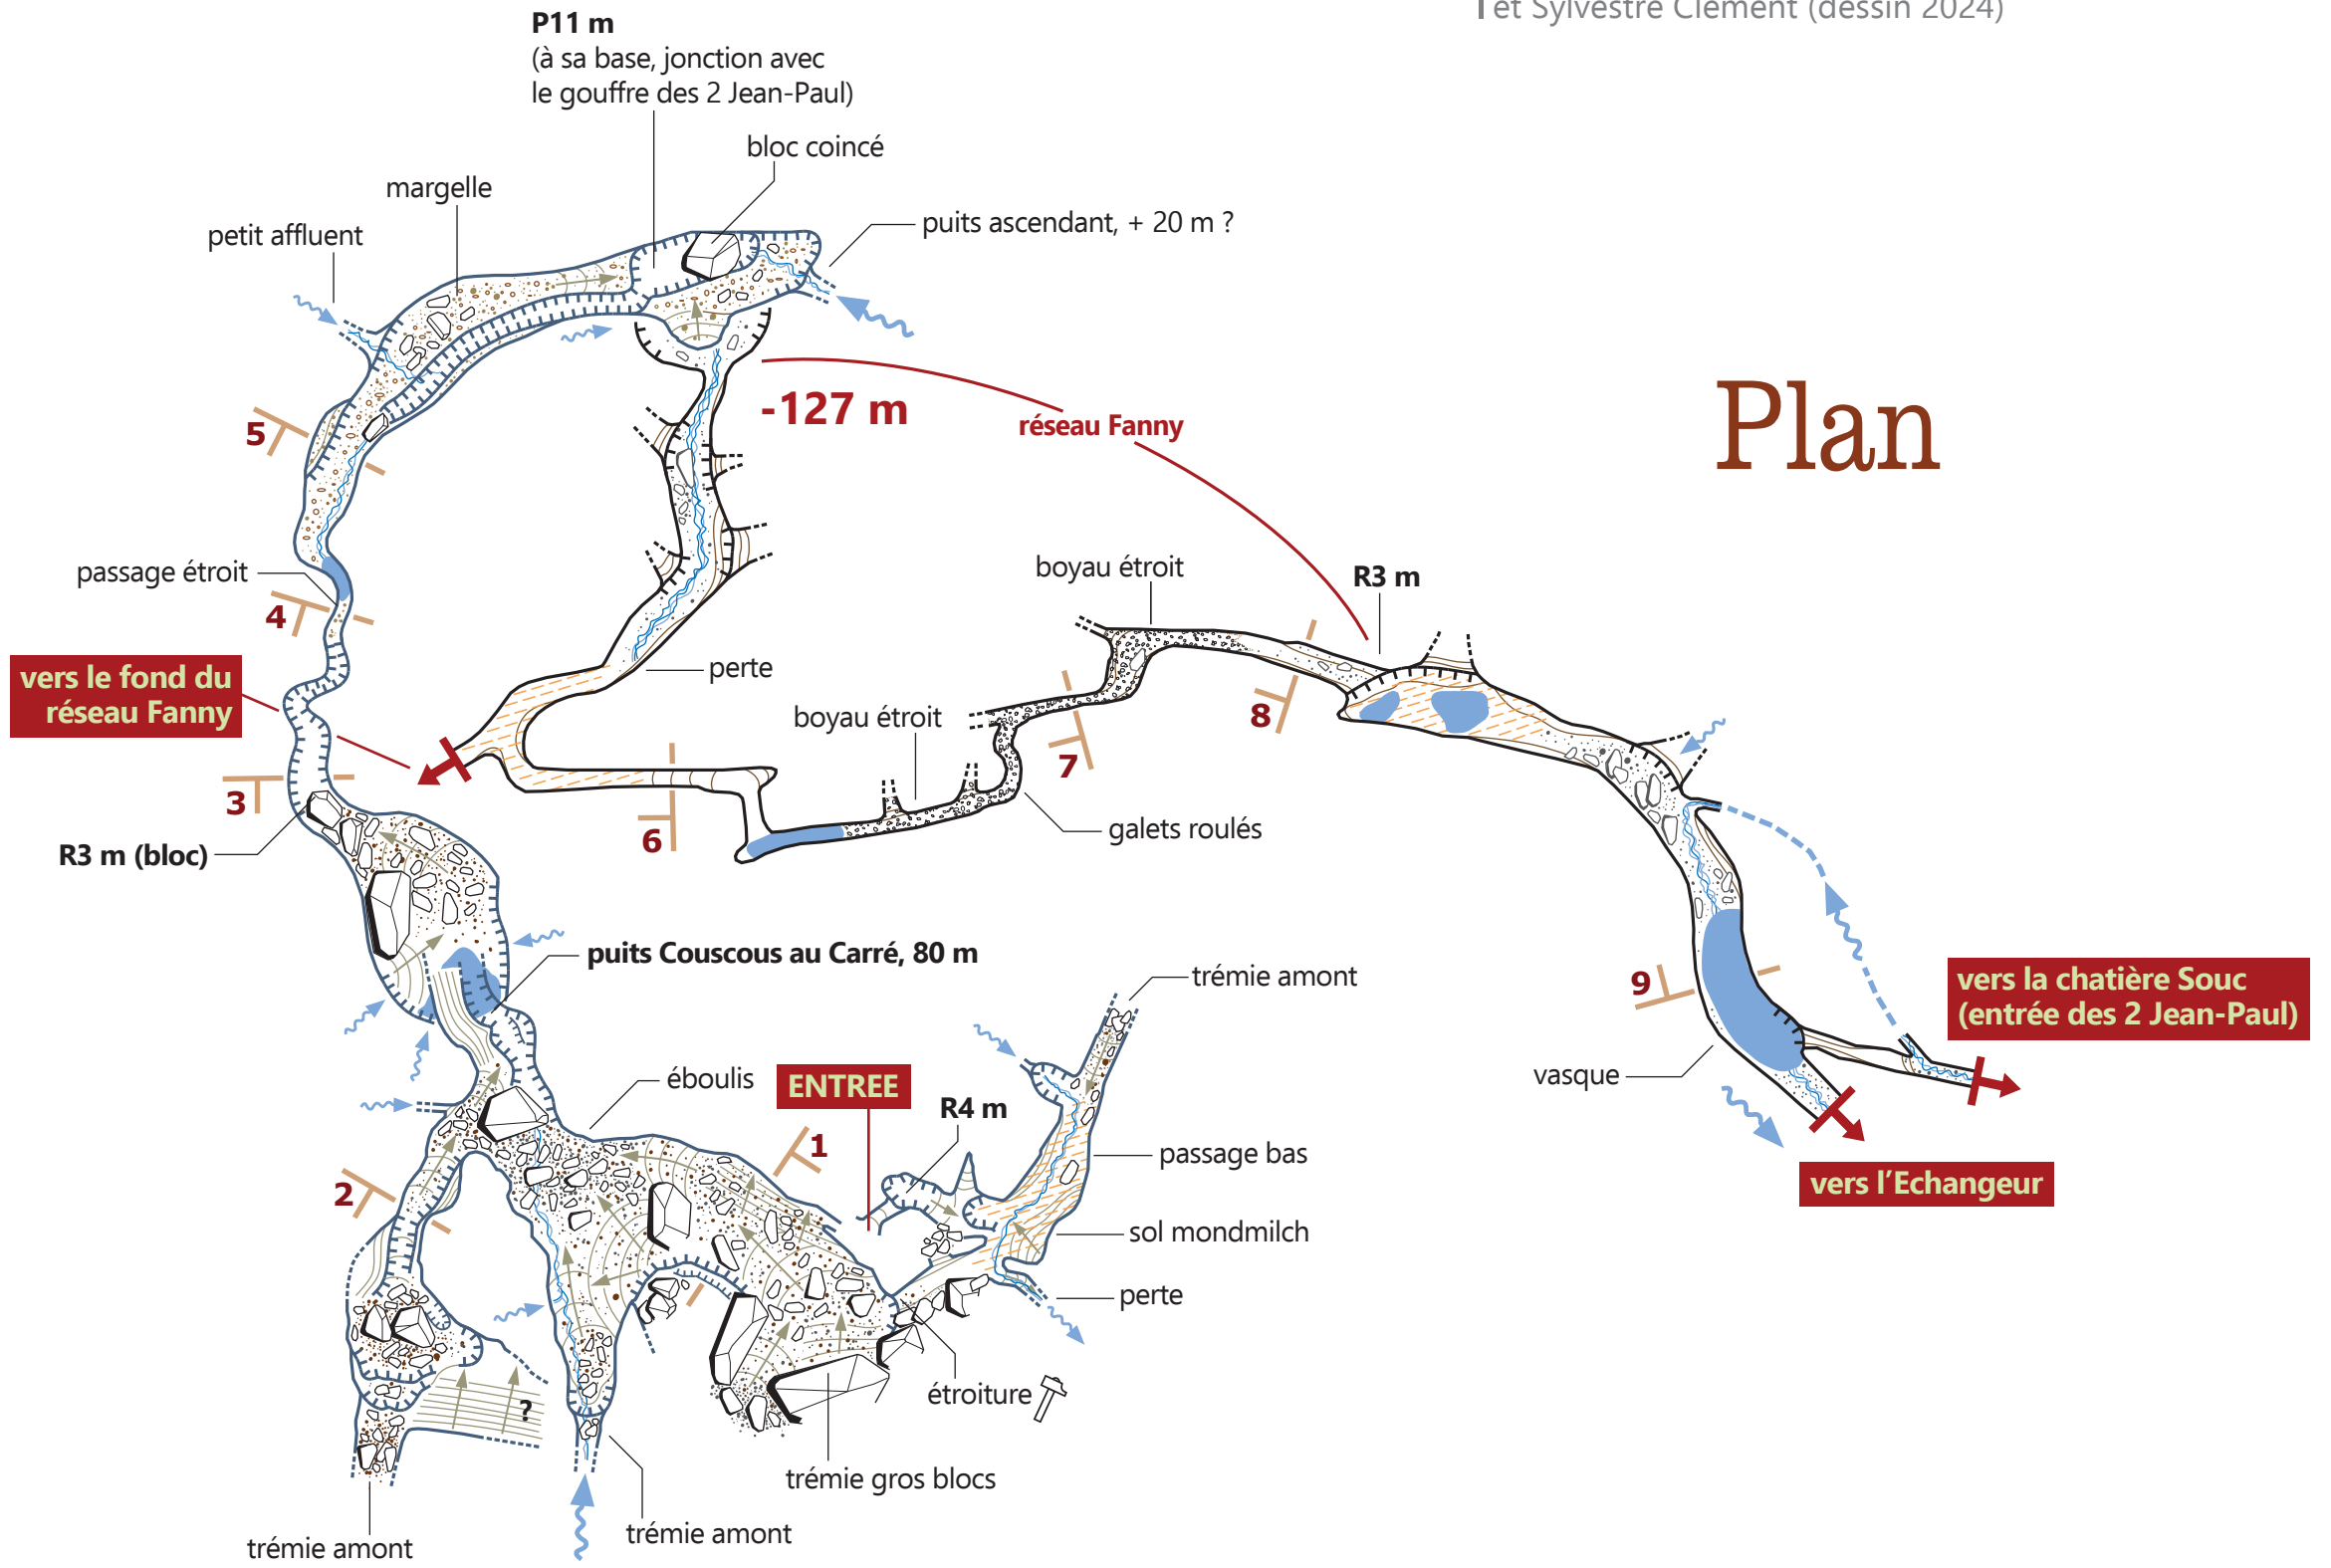 et Sylvestre Clément (dessin 2024)
P11 m
(à sa base, jonction avec
le gouffre des 2 Jean-Paul)
bloc coincé
margelle
puits ascendant, + 20 m ?
petit affluent
Plan
-127 m
réseau Fanny
5
passage étroit
4
boyau étroit
R3 m
vers le fond du
réseau Fanny
perte
boyau étroit
8
7
3
6
galets roulés
R3 m (bloc)
puits Couscous au Carré, 80 m
trémie amont
9
vers la chatière Souc
(entrée des 2 Jean-Paul)
vasque
éboulis
ENTREE
R4 m
1
passage bas
2
vers l'Echangeur
sol mondmilch
perte
étroiture
?
trémie gros blocs
trémie amont
trémie amont